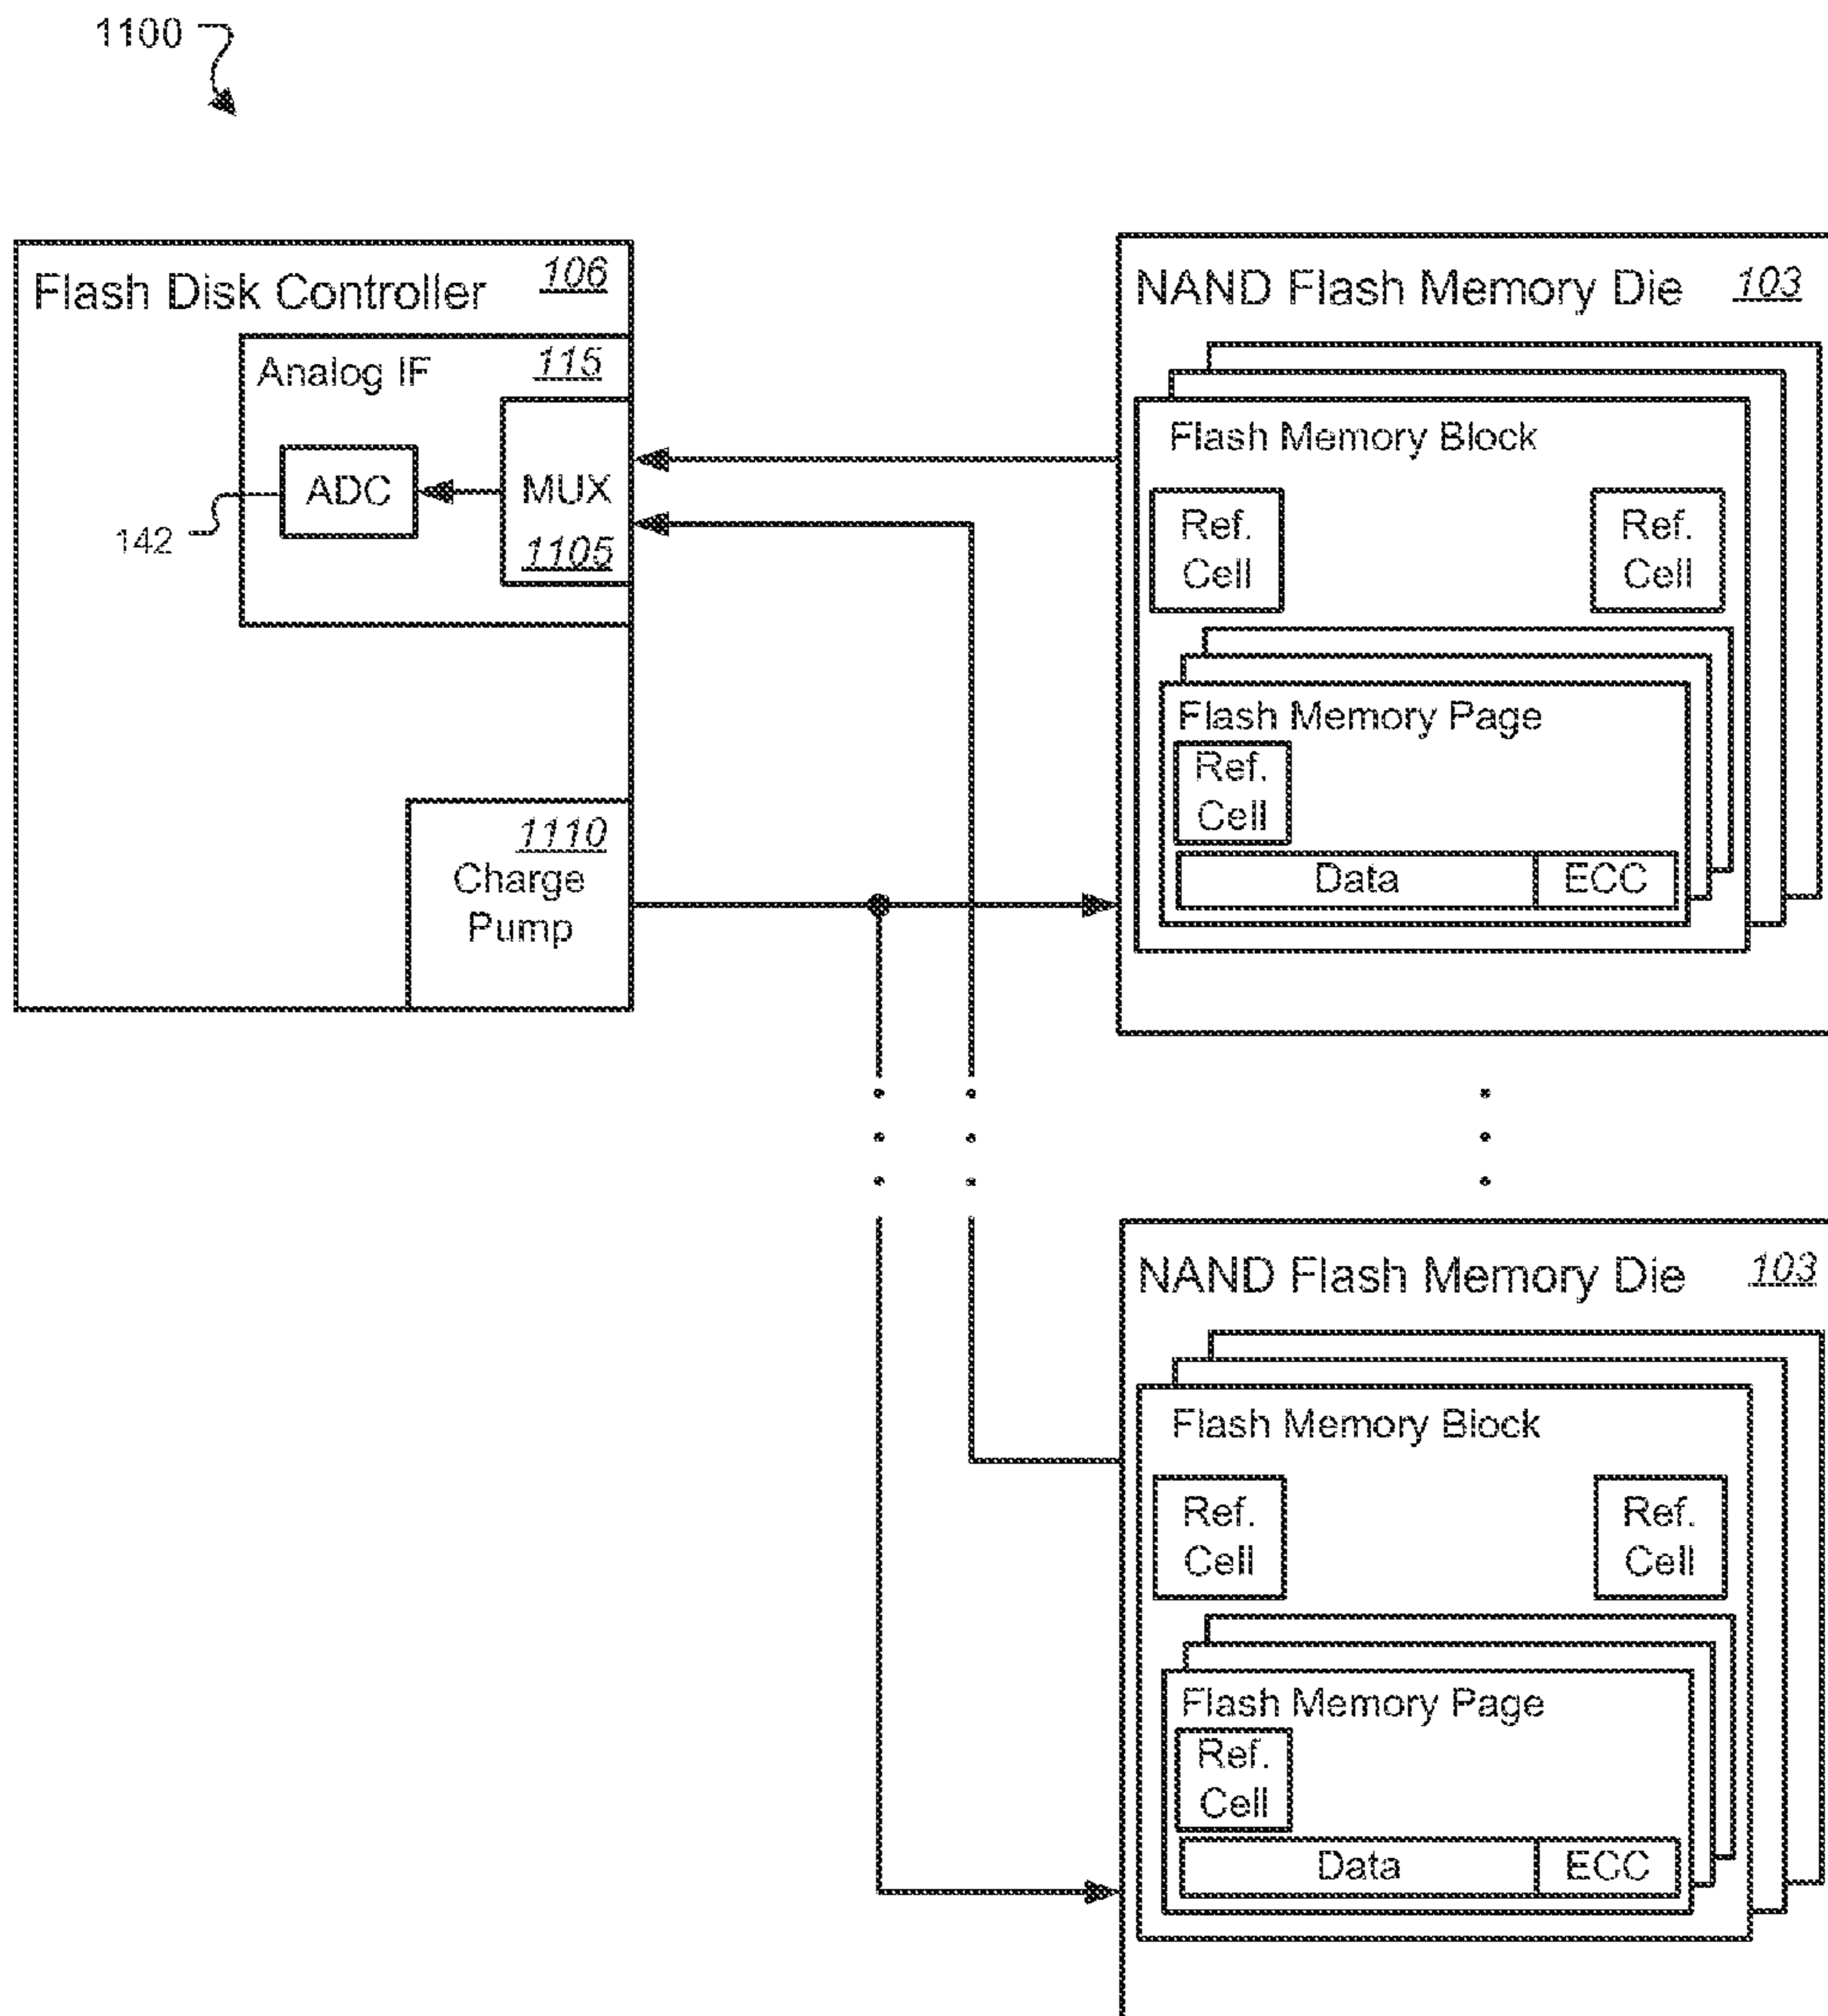 1100
Flash Disk Controller 106
Analog IF 115
ADC
MUX
1105
142
1110
Charge
Pump
NAND Flash Memory Die 103
Flash Memory Block
Ref.
Cell
Ref.
Cell
Flash Memory Page
Ref.
Cell
Data ECC
NAND Flash Memory Die 103
Flash Memory Block
Ref.
Cell
Ref.
Cell
Flash Memory Page
Ref.
Cell
Data ECC